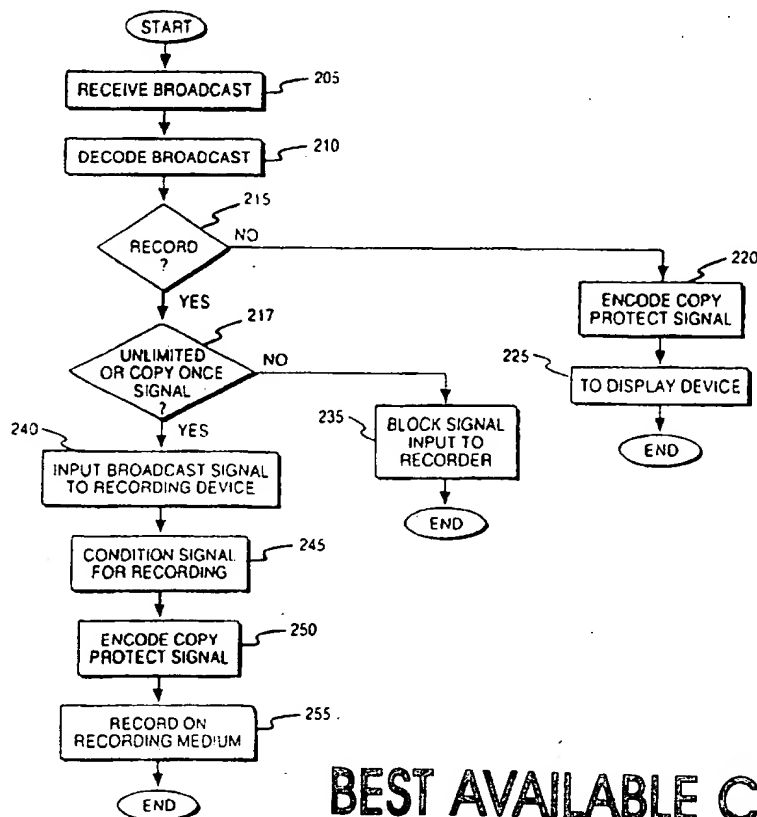 START
RECEIVE BROADCAST
205
DECODE BROADCAST
210
215
RECORD
?
NO
YES
220
ENCODE COPY
PROTECT SIGNAL
225
TO DISPLAY DEVICE
END
217
UNLIMITED
OR COPY ONCE
SIGNAL
?
NO
YES
235
BLOCK SIGNAL
INPUT TO
RECORDER
END
240
INPUT BROADCAST SIGNAL
TO RECORDING DEVICE
CONDITION SIGNAL
FOR RECORDING
245
ENCODE COPY
PROTECT SIGNAL
250
RECORD ON
RECORDING MEDIUM
255
END
BEST AVAILABLE C